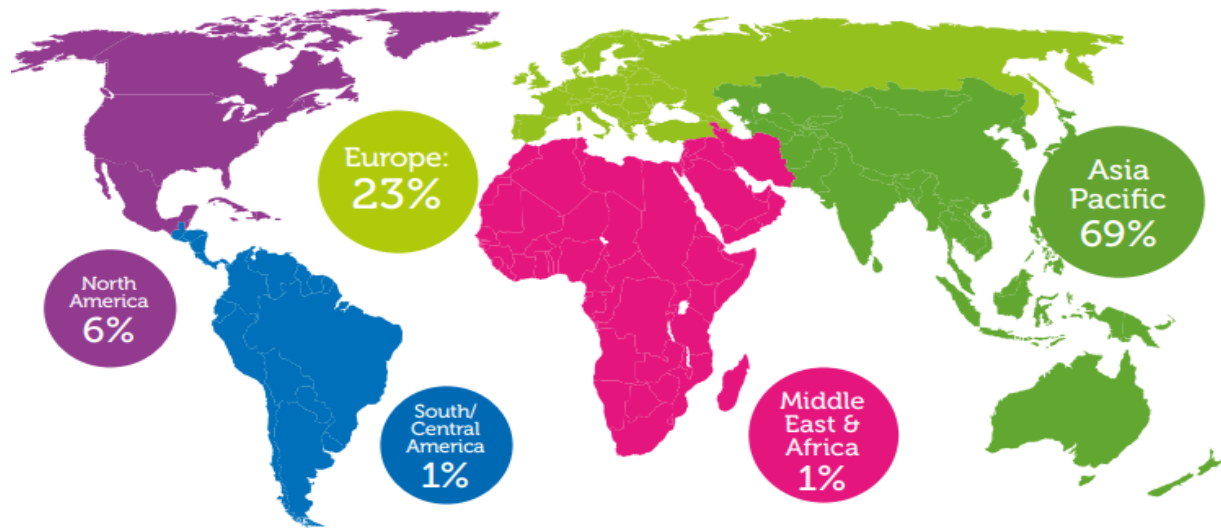 Europe:
23%
Asia
Pacific
69%
North
America
6%
South/
Central
America
1%
Middle
East &
Africa
1%